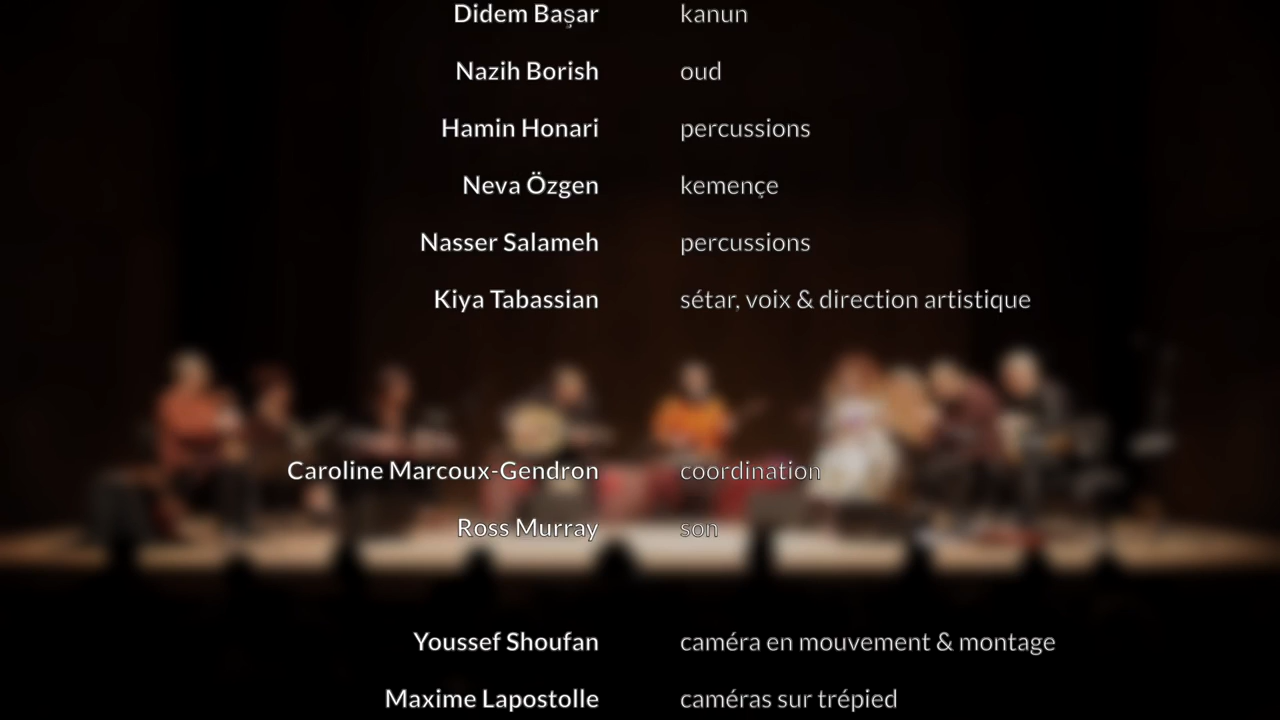 Didem Başar kanun
Nazih Borish oud
Hamin Honari percussions
Neva Özgen kemençe
Nasser Salameh percussions
Kiya Tabassian sétar, voix & direction artistique
Caroline Marcoux-Gendron coordination
Ross Murray son
Youssef Shoufan caméra en mouvement & montage
Maxime Lapostolle caméras sur trépied